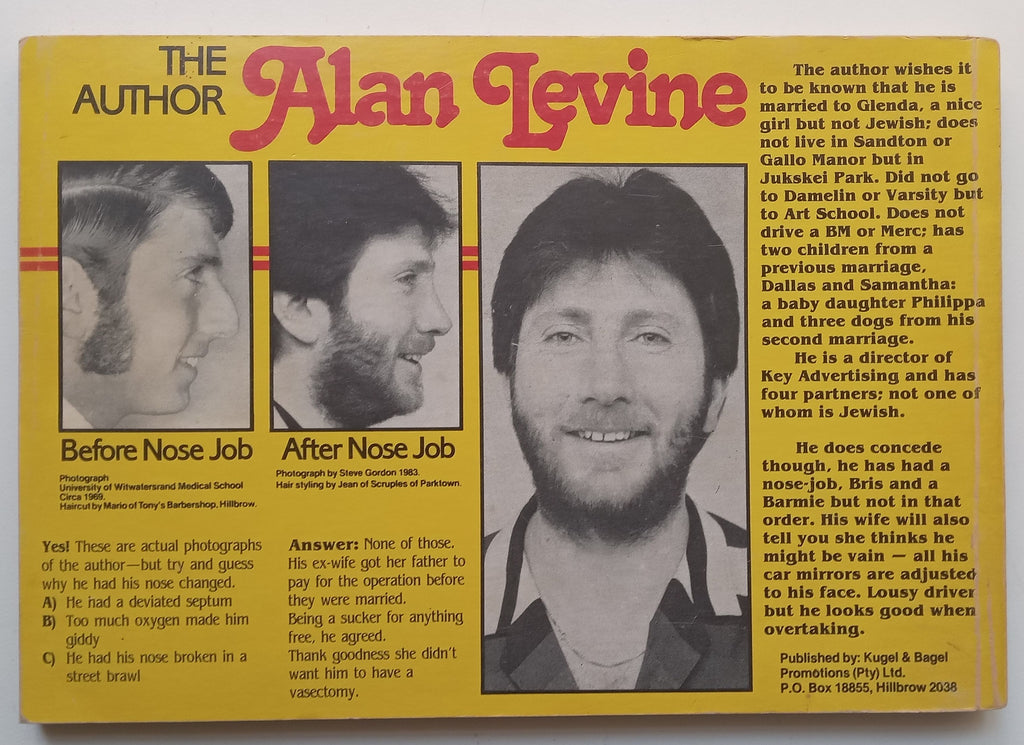 THE
AUTHOR
Alan Levine
Before Nose Job
Photograph
University of Witwatersrand Medical School
Circa 1969.
Haircut by Mario of Tony's Barbershop, Hillbrow.
After Nose Job
Photograph by Steve Gordon 1983.
Hair styling by Jean of Scruples of Parktown.
Yes! These are actual photographs
of the author—but try and guess
why he had his nose changed.
A) He had a deviated septum
B) Too much oxygen made him
giddy
C) He had his nose broken in a
street brawl
Answer: None of those.
His ex-wife got her father to
pay for the operation before
they were married.
Being a sucker for anything
free, he agreed.
Thank goodness she didn't
want him to have a
vasectomy.
The author wishes it
to be known that he is
married to Glenda, a nice
girl but not Jewish; does
not live in Sandton or
Gallo Manor but in
Jukskei Park. Did not go
to Damelin or Varsity but
to Art School. Does not
drive a BM or Merc; has
two children from a
previous marriage,
Dallas and Samantha:
a baby daughter Philippa
and three dogs from his
second marriage.
He is a director of
Key Advertising and has
four partners; not one of
whom is Jewish.
He does concede
though, he has had a
nose-job, Bris and a
Barmie but not in that
order. His wife will also
tell you she thinks he
might be vain — all his
car mirrors are adjusted
to his face. Lousy driver
but he looks good when
overtaking.
Published by: Kugel & Bagel
Promotions (Pty) Ltd.
P.O. Box 18855, Hillbrow 2038